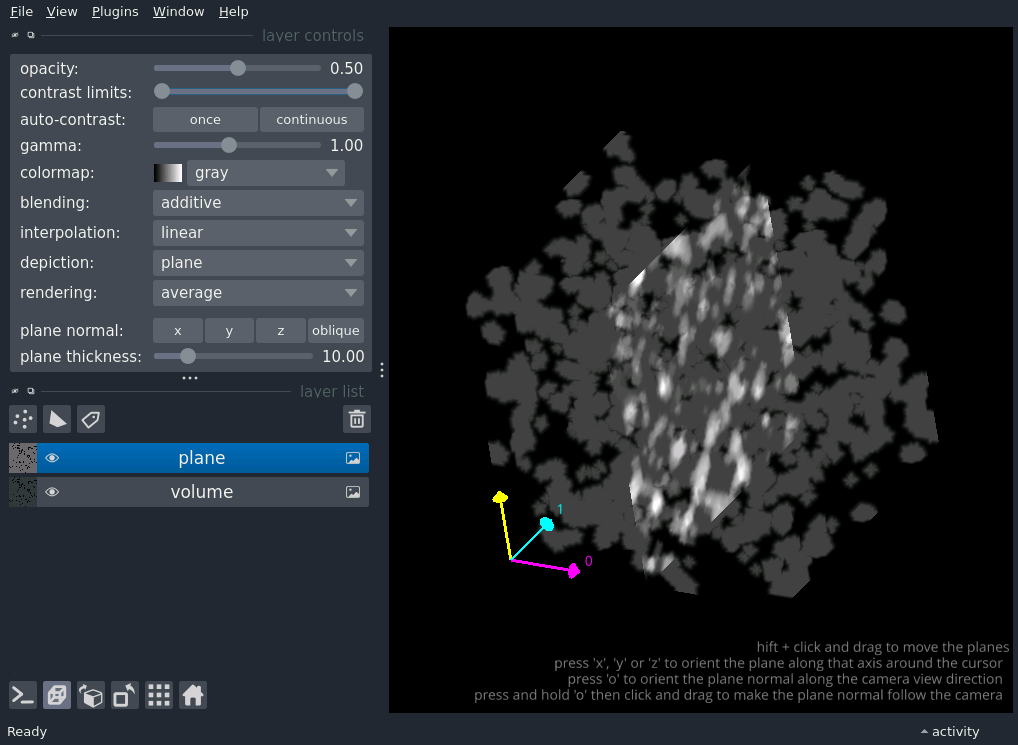 File View Plugins Window Help
layer controls
opacity: 0.50
contrast limits:
auto-contrast: once continuous
gamma: 1.00
colormap: gray
blending: additive
interpolation: linear
depiction: plane
rendering: average
plane normal: x y z oblique
plane thickness: 10.00
layer list
plane
volume
1
0
hift + click and drag to move the planes
press 'x', 'y' or 'z' to orient the plane along that axis around the cursor
press 'o' to orient the plane normal along the camera view direction
press and hold 'o' then click and drag to make the plane normal follow the camera
Ready activity